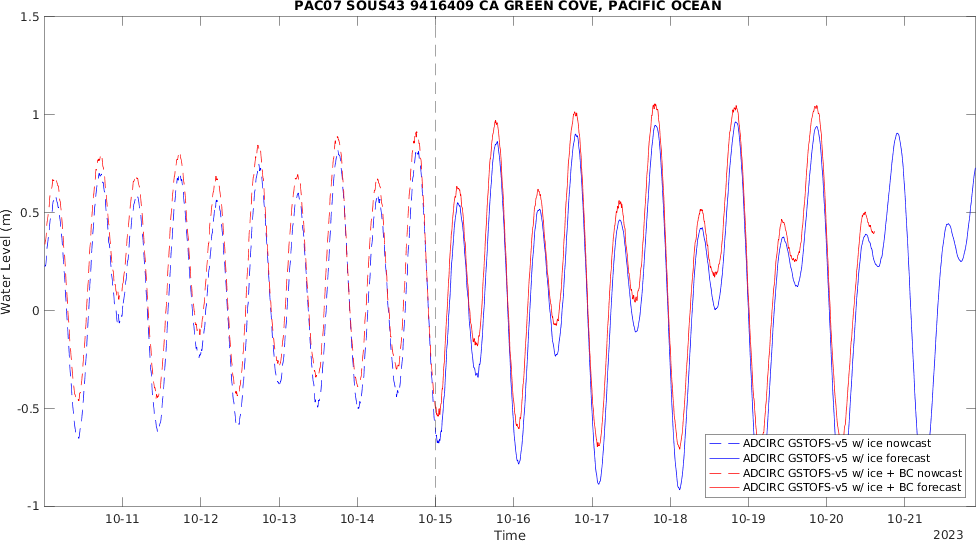 PAC07 SOUS43 9416409 CA GREEN COVE, PACIFIC OCEAN
1.5
1
0.5
0
-0.5
-1
Water Level (m)
10-11 10-12 10-13 10-14 10-15 10-16 10-17 10-18 10-19 10-20 10-21
Time
2023
ADCIRC GSTOFS-v5 w/ ice nowcast
ADCIRC GSTOFS-v5 w/ ice forecast
ADCIRC GSTOFS-v5 w/ ice + BC nowcast
ADCIRC GSTOFS-v5 w/ ice + BC forecast